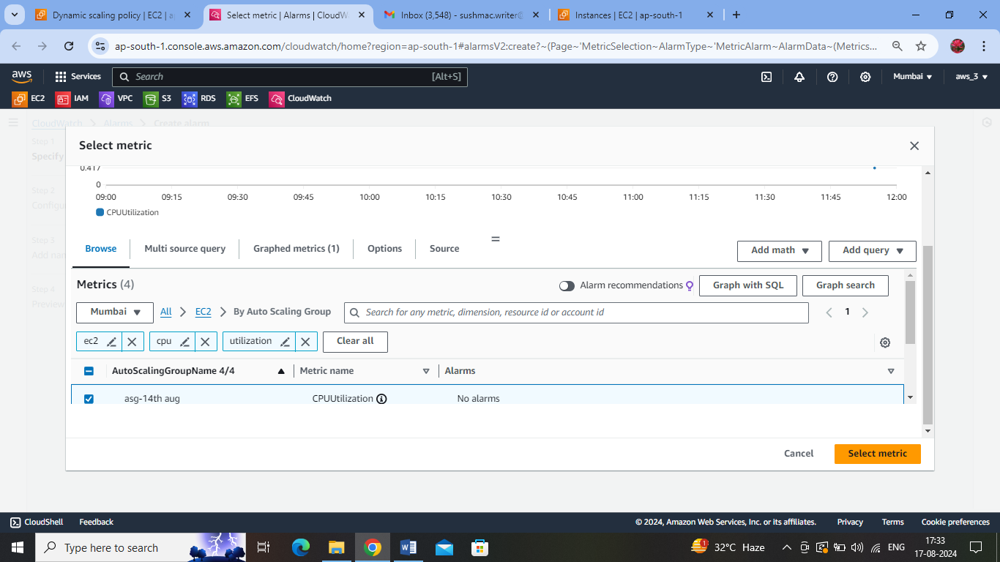 Dynamic scaling policy | EC2 | a
Select metric | Alarms | CloudW
Inbox (3,548) - sushmac.writer@
Instances | EC2 | ap-south-1
ap-south-1.console.aws.amazon.com/cloudwatch/home?region=ap-south-1#alarmsV2:create?~(Page~'MetricSelection~AlarmType~'MetricAlarm~AlarmData~(Metrics...
aws
Services
Search
[Alt+S]
Mumbai
aws_3
EC2
IAM
VPC
S3
RDS
EFS
CloudWatch
CloudWatch > Alarms > Create alarm
Step 1
Specify
Step 2
Configu
Step 3
Add nam
Step 4
Preview
Select metric
0.417
0
09:00 09:15 09:30 09:45 10:00 10:15 10:30 10:45 11:00 11:15 11:30 11:45 12:00
CPUUtilization
Browse
Multi source query
Graphed metrics (1)
Options
Source
Add math
Add query
Metrics (4)
Alarm recommendations
Graph with SQL
Graph search
Mumbai
All > EC2 > By Auto Scaling Group
Search for any metric, dimension, resource id or account id
1
ec2
cpu
utilization
Clear all
AutoScalingGroupName 4/4
Metric name
Alarms
asg-14th aug
CPUUtilization
No alarms
Cancel
Select metric
CloudShell
Feedback
© 2024, Amazon Web Services, Inc. or its affiliates.
Privacy
Terms
Cookie preferences
Type here to search
1
32°C Haze
ENG
17:33
17-08-2024